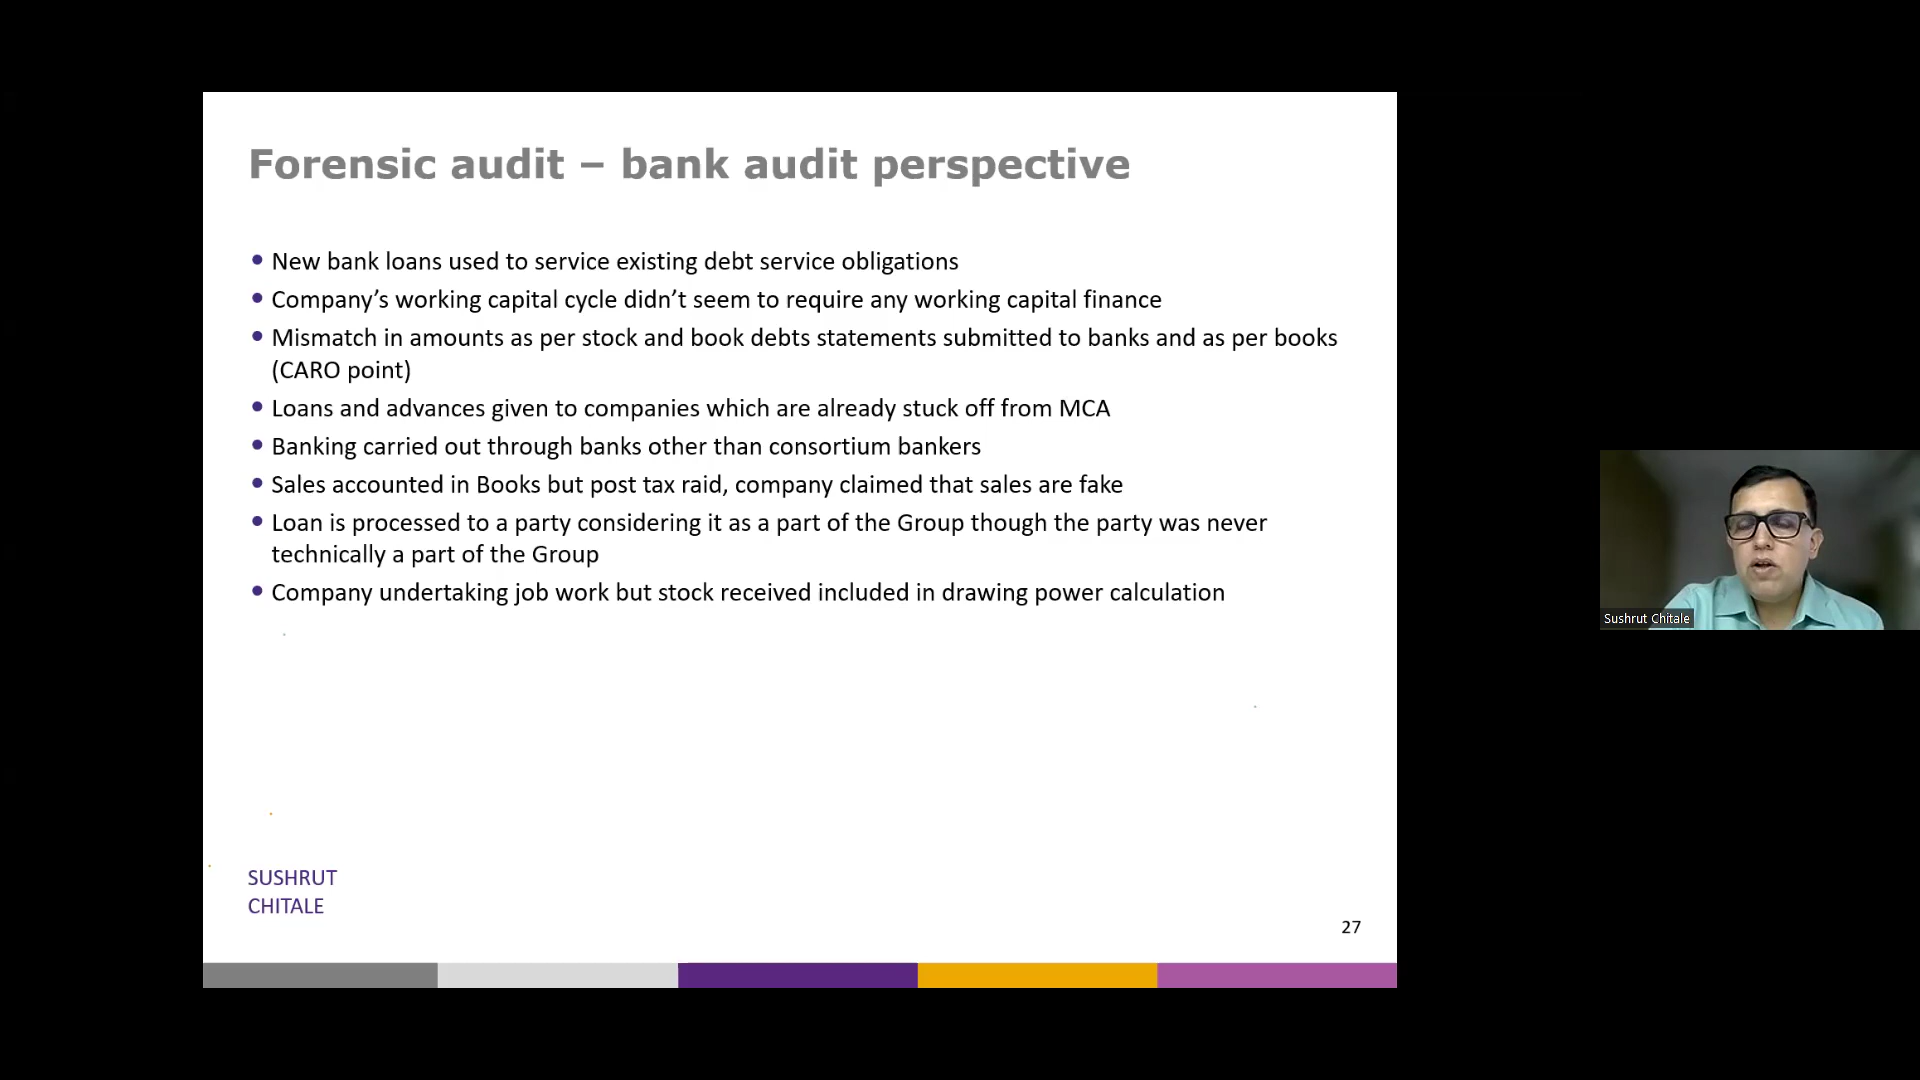 Forensic audit – bank audit perspective
• New bank loans used to service existing debt service obligations
• Company’s working capital cycle didn’t seem to require any working capital finance
• Mismatch in amounts as per stock and book debts statements submitted to banks and as per books
(CARO point)
• Loans and advances given to companies which are already stuck off from MCA
• Banking carried out through banks other than consortium bankers
• Sales accounted in Books but post tax raid, company claimed that sales are fake
• Loan is processed to a party considering it as a part of the Group though the party was never
technically a part of the Group
• Company undertaking job work but stock received included in drawing power calculation
SUSHRUT
CHITALE
27
Sushrut Chitale